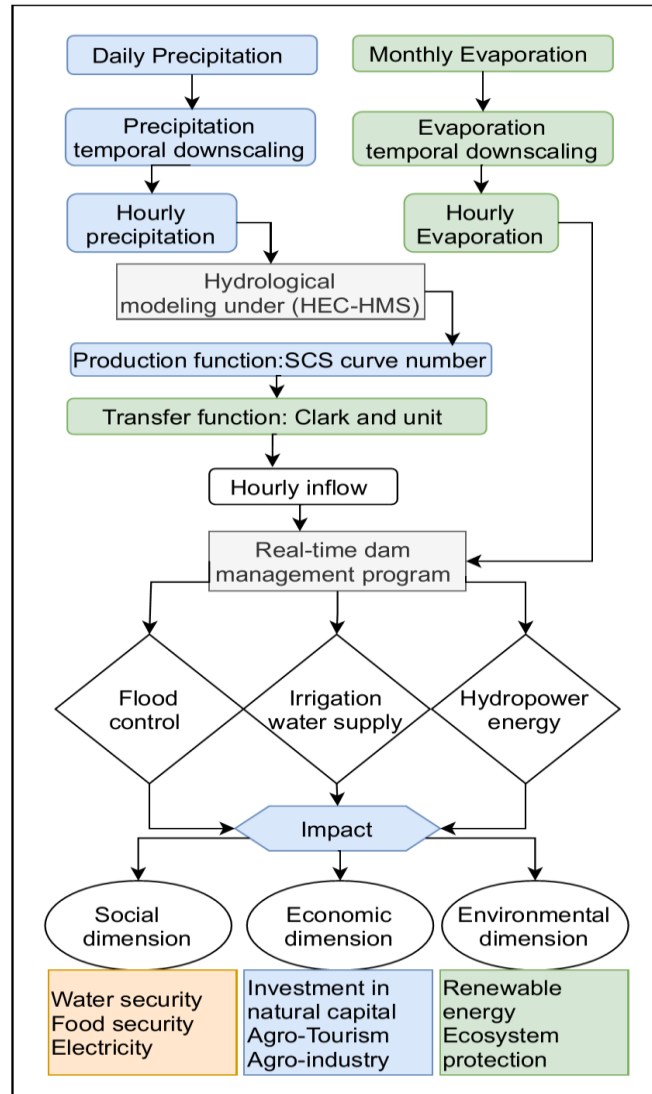 Daily Precipitation
Monthly Evaporation
Precipitation
temporal downscaling
Evaporation
temporal downscaling
Hourly
precipitation
Hourly
Evaporation
Hydrological
modeling under (HEC-HMS)
Production function:SCS curve number
Transfer function: Clark and unit
Hourly inflow
Real-time dam
management program
Flood
control
Irrigation
water supply
Hydropower
energy
Impact
Social
dimension
Economic
dimension
Environmental
dimension
Water security
Food security
Electricity
Investment in
natural capital
Agro-Tourism
Agro-industry
Renewable
energy
Ecosystem
protection